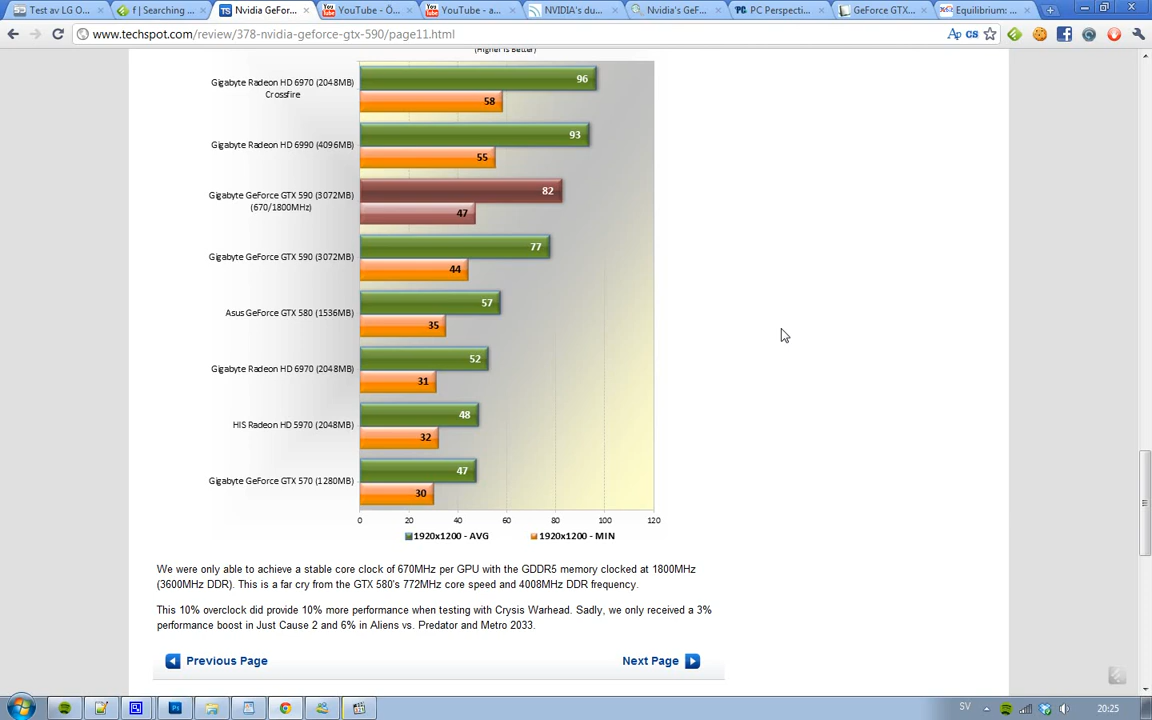 Test av LG O...
f | Searching ...
Nvidia GeFor...
YouTube - Ö...
YouTube - a...
NVIDIA's du...
Nvidia's GeF...
PC Perspecti...
GeForce GTX...
Equilibrium: ...
www.techspot.com/review/378-nvidia-geforce-gtx-590/page11.html
(Higher is Better)
Gigabyte Radeon HD 6970 (2048MB)
Crossfire
96
58
Gigabyte Radeon HD 6990 (4096MB)
93
55
Gigabyte GeForce GTX 590 (3072MB)
(670/1800MHz)
82
47
Gigabyte GeForce GTX 590 (3072MB)
77
44
Asus GeForce GTX 580 (1536MB)
57
35
Gigabyte Radeon HD 6970 (2048MB)
52
31
HIS Radeon HD 5970 (2048MB)
48
32
Gigabyte GeForce GTX 570 (1280MB)
47
30
0 20 40 60 80 100 120
1920x1200 - AVG 1920x1200 - MIN
We were only able to achieve a stable core clock of 670MHz per GPU with the GDDR5 memory clocked at 1800MHz
(3600MHz DDR). This is a far cry from the GTX 580's 772MHz core speed and 4008MHz DDR frequency.
This 10% overclock did provide 10% more performance when testing with Crysis Warhead. Sadly, we only received a 3%
performance boost in Just Cause 2 and 6% in Aliens vs. Predator and Metro 2033.
Previous Page
Next Page
SV
20:25